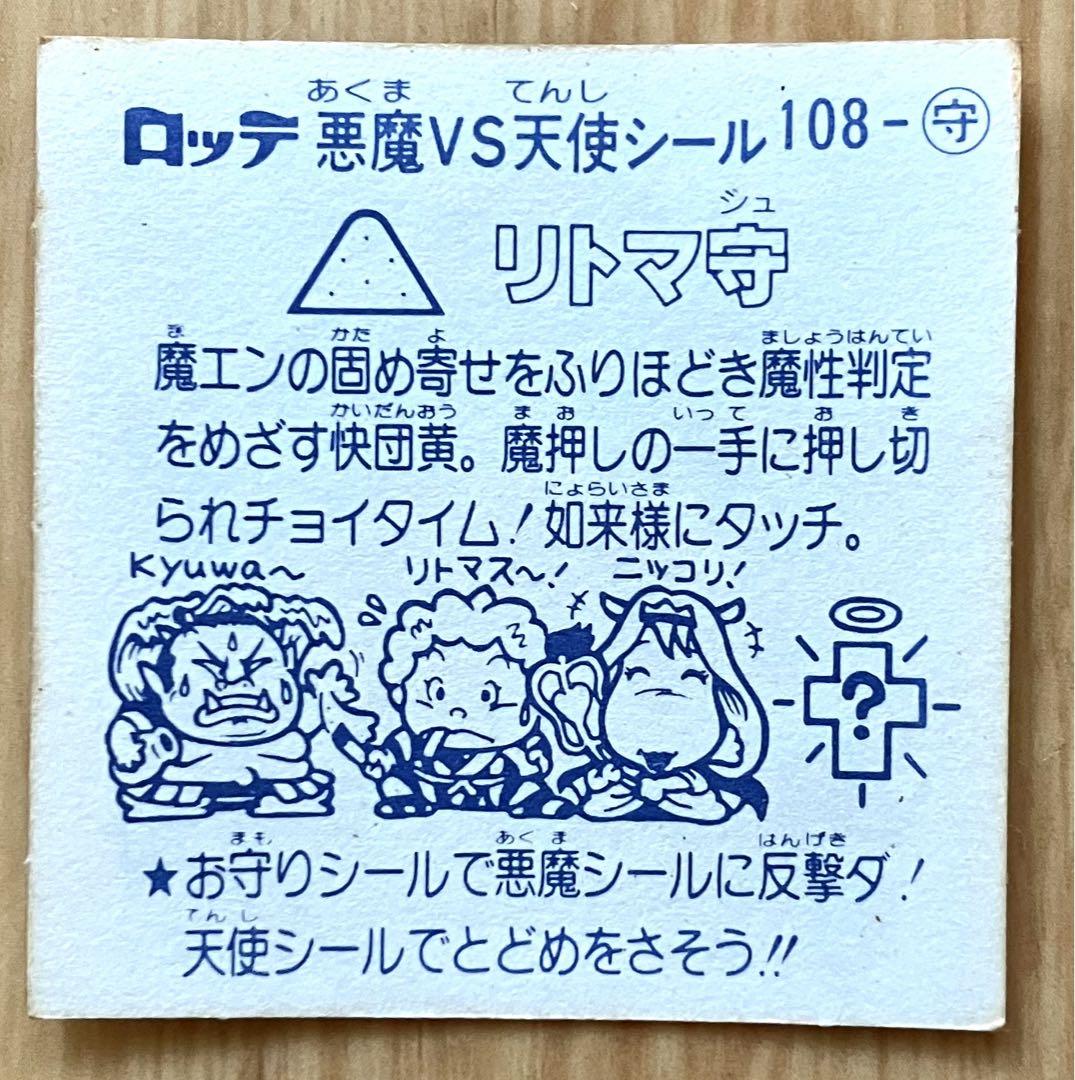 あくま てんし
ロッテ 悪魔VS天使シール 108-守
シュ
リトマ守
ま かた よ ましょうはんてい
魔エンの固め寄せをふりほどき魔性判定
かいだんおう まお いって お き
をめざす快団黄。魔押しの一手に押し切
にょらいさま
られチョイタイム!如来様にタッチ。
Kyuwa〜 リトマス〜! ニッコリ!
?
まも あくま はんげき
★お守りシールで悪魔シールに反撃ダ!
てんし
天使シールでとどめをさそう!!